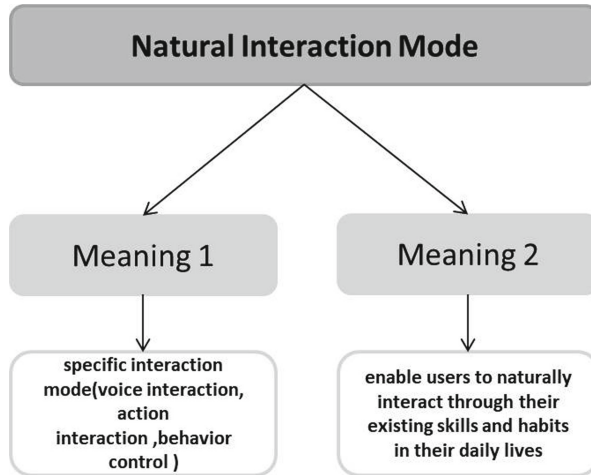 Natural Interaction Mode
Meaning 1
Meaning 2
specific interaction
mode(voice interaction,
action
interaction ,behavior
control )
enable users to naturally
interact through their
existing skills and habits
in their daily lives